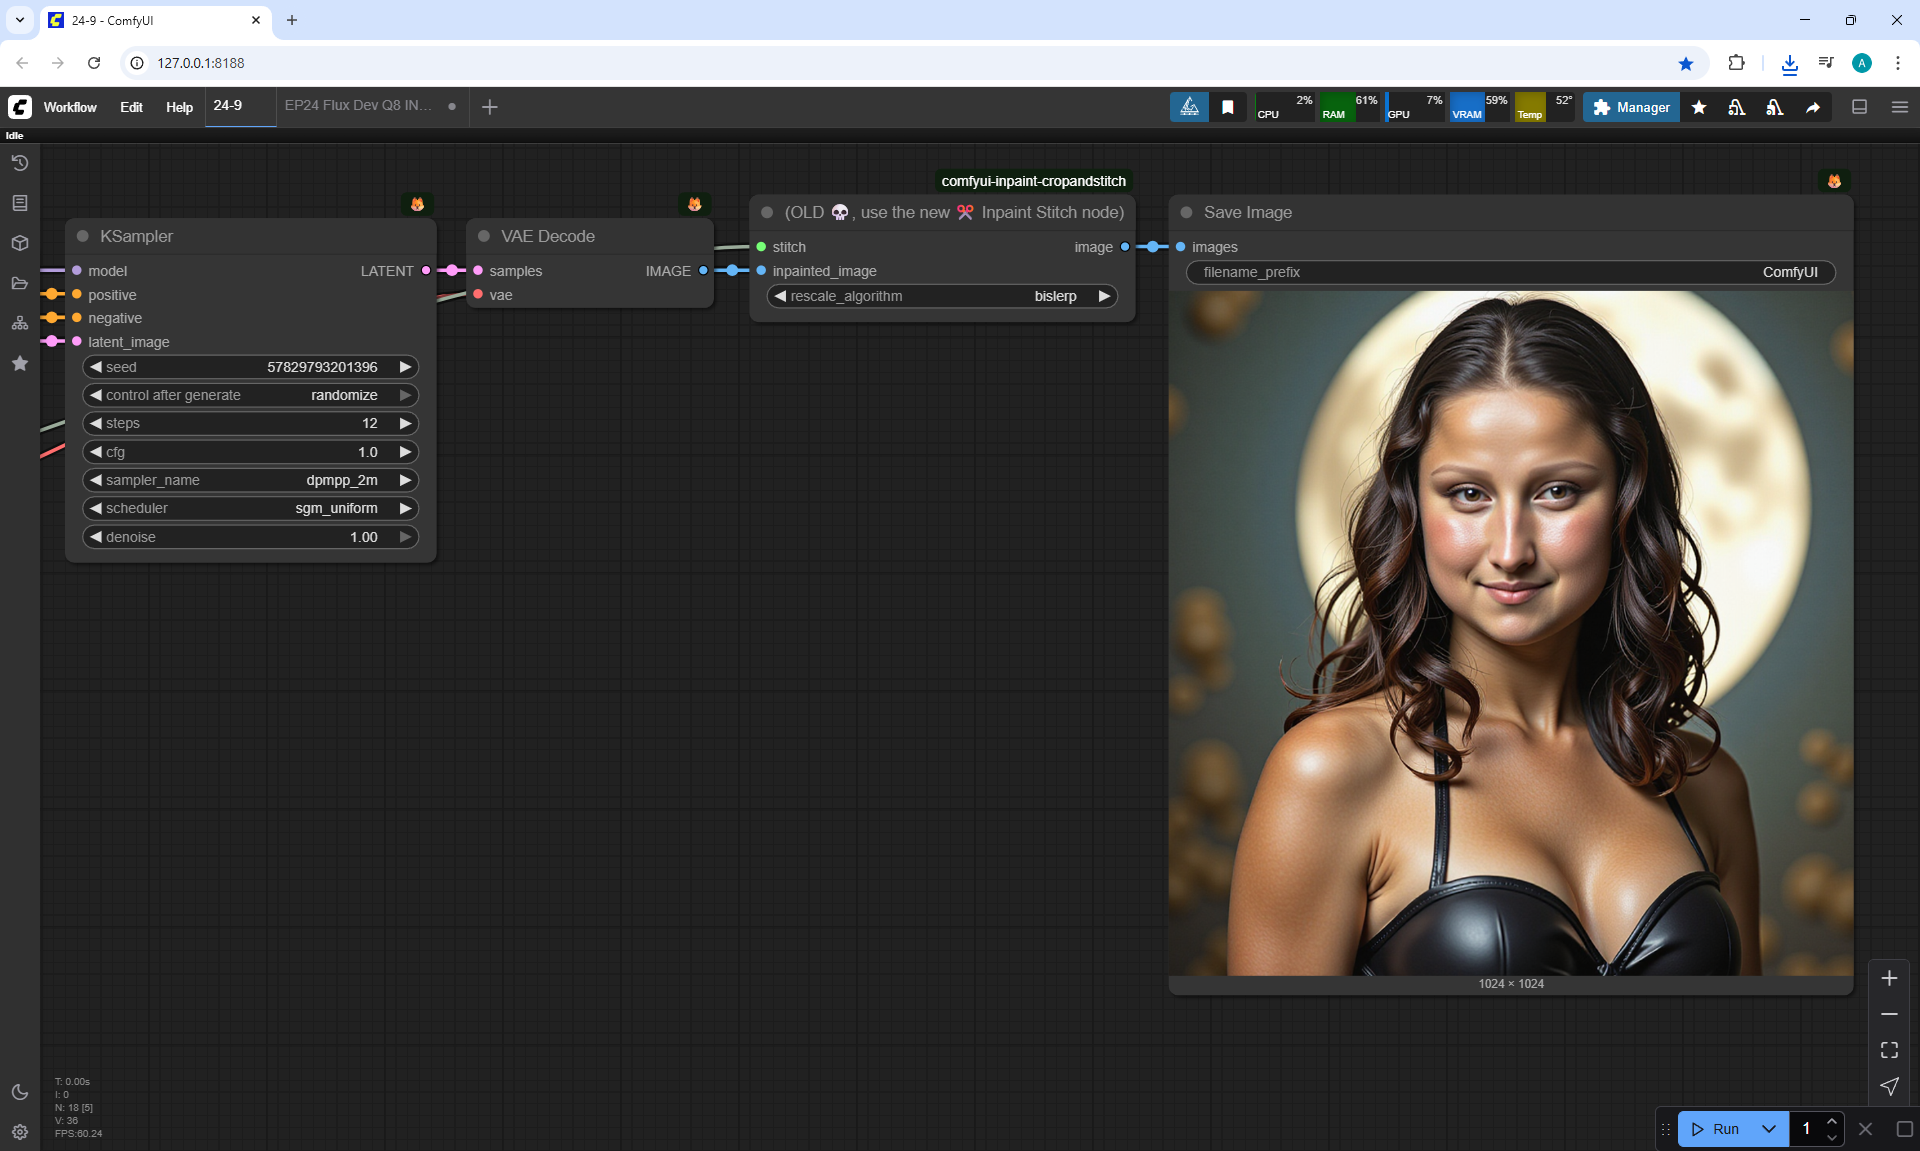 24-9 - ComfyUI
127.0.0.1:8188
A
Workflow Edit Help 24-9 EP24 Flux Dev Q8 IN...
CPU 2% RAM 61% GPU 7% VRAM 59% Temp 52°
Manager
Idle
comfyui-inpaint-cropandstitch
KSampler
model LATENT
positive
negative
latent_image
seed 57829793201396
control after generate randomize
steps 12
cfg 1.0
sampler_name dpmpp_2m
scheduler sgm_uniform
denoise 1.00
VAE Decode
samples IMAGE
vae
(OLD 💀, use the new ✂️ Inpaint Stitch node)
stitch image
inpainted_image
rescale_algorithm bislerp
Save Image
images
filename_prefix ComfyUI
1024 × 1024
T: 0.00s
I: 0
N: 18 [5]
V: 36
FPS:60.24
Run 1